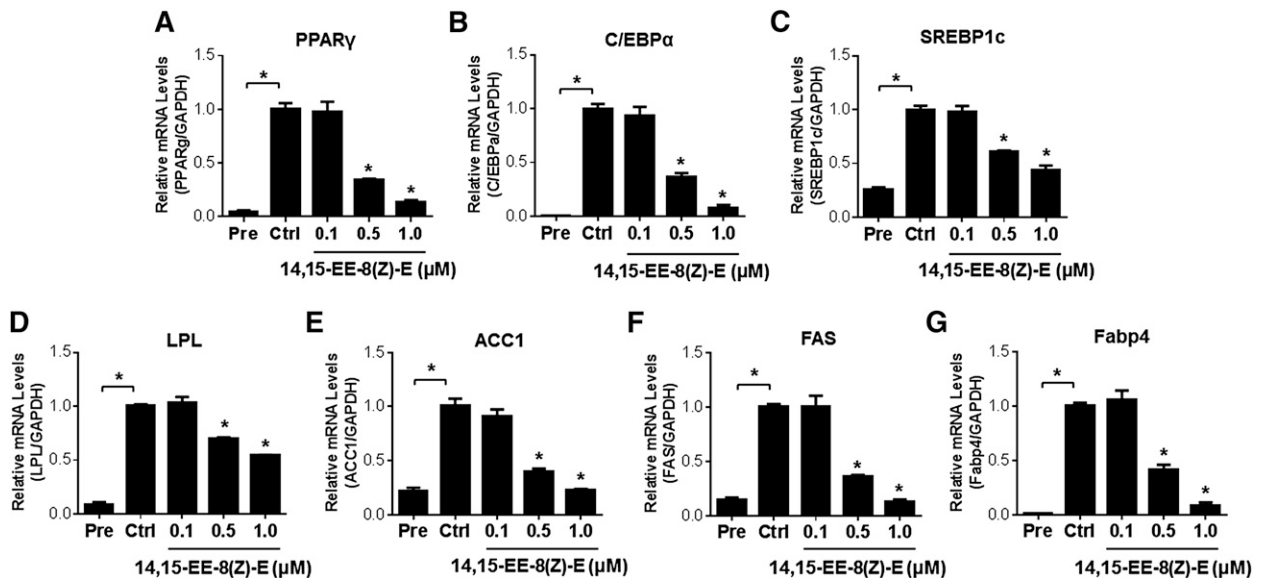 A
PPARγ
Relative mRNA Levels
(PPARg/GAPDH)
1.5
1.0
0.5
0.0
*
*
*
Pre Ctrl 0.1 0.5 1.0
14,15-EE-8(Z)-E (μM)
B
C/EBPα
Relative mRNA Levels
(C/EBPa/GAPDH)
1.5
1.0
0.5
0.0
*
*
*
Pre Ctrl 0.1 0.5 1.0
14,15-EE-8(Z)-E (μM)
C
SREBP1c
Relative mRNA Levels
(SREBP1c/GAPDH)
1.5
1.0
0.5
0.0
*
*
*
Pre Ctrl 0.1 0.5 1.0
14,15-EE-8(Z)-E (μM)
D
LPL
Relative mRNA Levels
(LPL/GAPDH)
1.5
1.0
0.5
0.0
*
*
*
Pre Ctrl 0.1 0.5 1.0
14,15-EE-8(Z)-E (μM)
E
ACC1
Relative mRNA Levels
(ACC1/GAPDH)
1.5
1.0
0.5
0.0
*
*
*
Pre Ctrl 0.1 0.5 1.0
14,15-EE-8(Z)-E (μM)
F
FAS
Relative mRNA Levels
(FAS/GAPDH)
1.5
1.0
0.5
0.0
*
*
*
Pre Ctrl 0.1 0.5 1.0
14,15-EE-8(Z)-E (μM)
G
Fabp4
Relative mRNA Levels
(Fabp4/GAPDH)
1.5
1.0
0.5
0.0
*
*
*
Pre Ctrl 0.1 0.5 1.0
14,15-EE-8(Z)-E (μM)